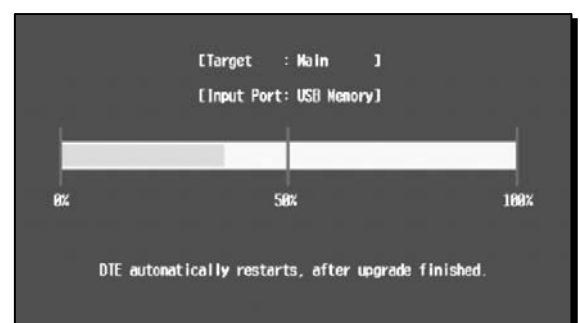 [Target : Main ]
[Input Port: USB Memory]
0% 50% 100%
DTE automatically restarts, after upgrade finished.